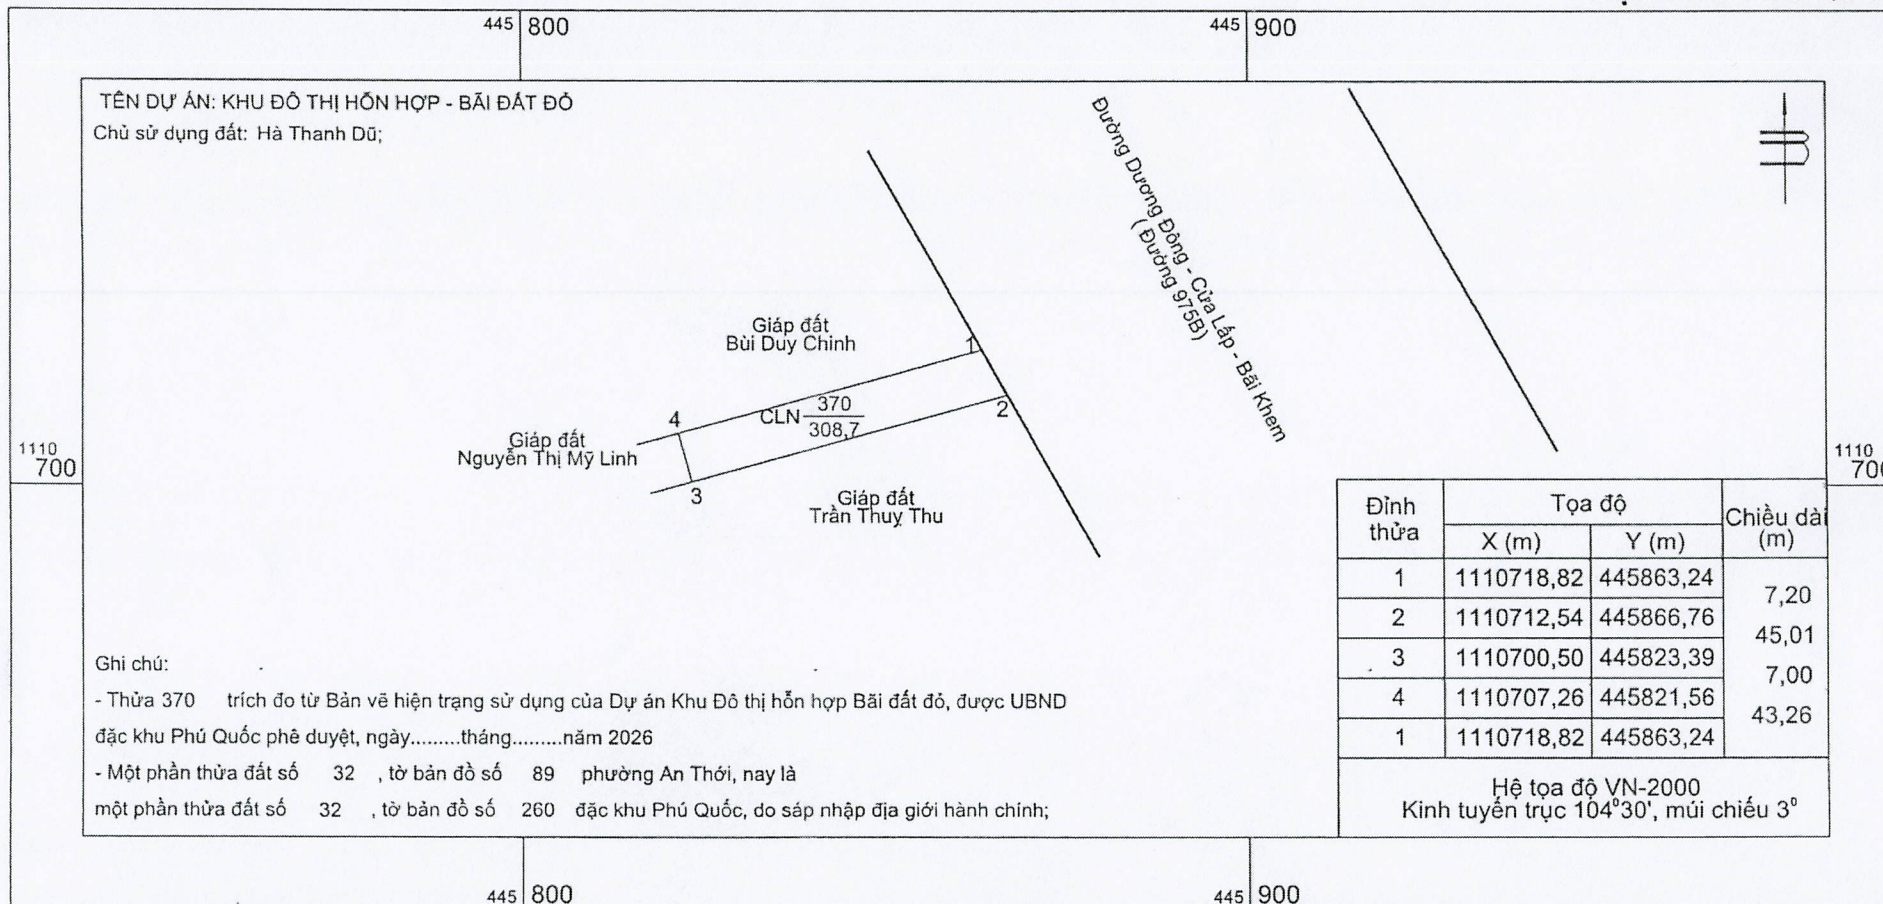 445 800
445 900
TÊN DỰ ÁN: KHU ĐÔ THỊ HỖN HỢP - BÃI ĐẤT ĐỎ
Chủ sử dụng đất: Hà Thanh Dũ;
Đường Dương Đông - Cửa Lấp - Bãi Khem
( Đường 975B)
Giáp đất
Bùi Duy Chinh
1
2
4
3
CLN 370
308,7
Giáp đất
Nguyễn Thị Mỹ Linh
Giáp đất
Trần Thuỵ Thu
1110
700
1110
700
Đỉnh thửa Tọa độ Chiều dài (m)
X (m) Y (m)
1 1110718,82 445863,24
7,20
2 1110712,54 445866,76
45,01
3 1110700,50 445823,39
7,00
4 1110707,26 445821,56
43,26
1 1110718,82 445863,24
Hệ tọa độ VN-2000
Kinh tuyến trục 104⁰30', múi chiếu 3⁰
Ghi chú:
- Thửa 370 trích đo từ Bản vẽ hiện trạng sử dụng của Dự án Khu Đô thị hỗn hợp Bãi đất đỏ, được UBND
đặc khu Phú Quốc phê duyệt, ngày.........tháng.........năm 2026
- Một phần thửa đất số 32 , tờ bản đồ số 89 phường An Thới, nay là
một phần thửa đất số 32 , tờ bản đồ số 260 đặc khu Phú Quốc, do sáp nhập địa giới hành chính;
445 800
445 900